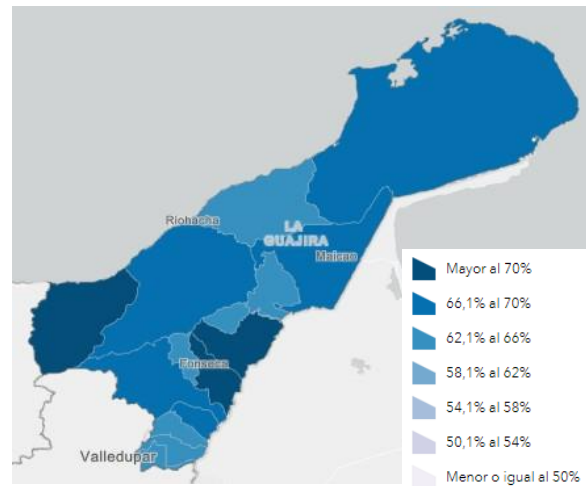 Riohacha
LA
GUAJIRA
Maicao
Fonseca
Valledupar
Mayor al 70%
66,1% al 70%
62,1% al 66%
58,1% al 62%
54,1% al 58%
50,1% al 54%
Menor o igual al 50%